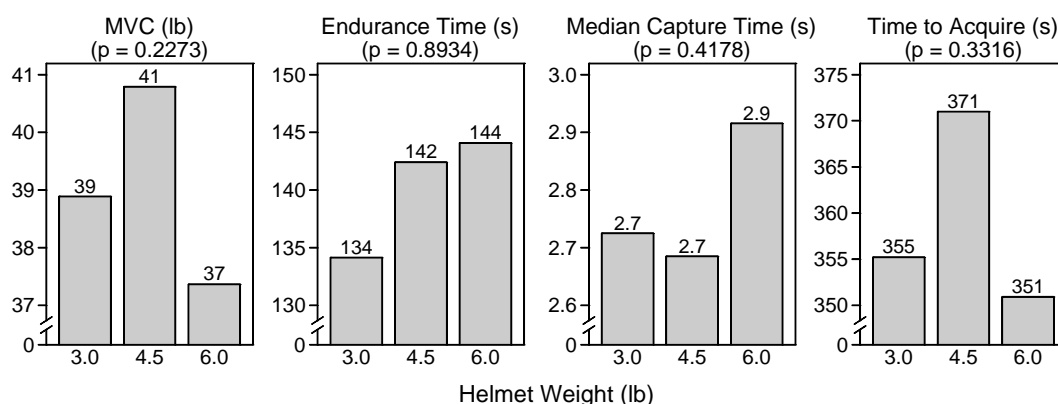 MVC (lb)
(p = 0.2273)
41
40
39
38
37
0
39
41
37
3.0 4.5 6.0
Endurance Time (s)
(p = 0.8934)
150
145
140
135
130
0
134
142
144
3.0 4.5 6.0
Median Capture Time (s)
(p = 0.4178)
3.0
2.9
2.8
2.7
2.6
0
2.7
2.7
2.9
3.0 4.5 6.0
Time to Acquire (s)
(p = 0.3316)
375
370
365
360
355
350
0
355
371
351
3.0 4.5 6.0
Helmet Weight (lb)